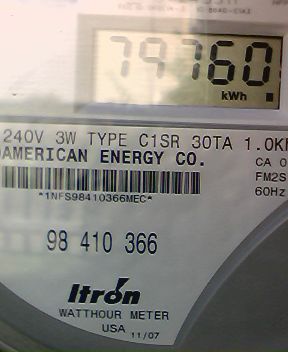 79760
kWh
240V 3W TYPE C1SR 30TA 1.0K
AMERICAN ENERGY CO.
CA 0
FM2S
60Hz
*1NFS98410366MEC*
98 410 366
Itron
WATTHOUR METER
USA 11/07